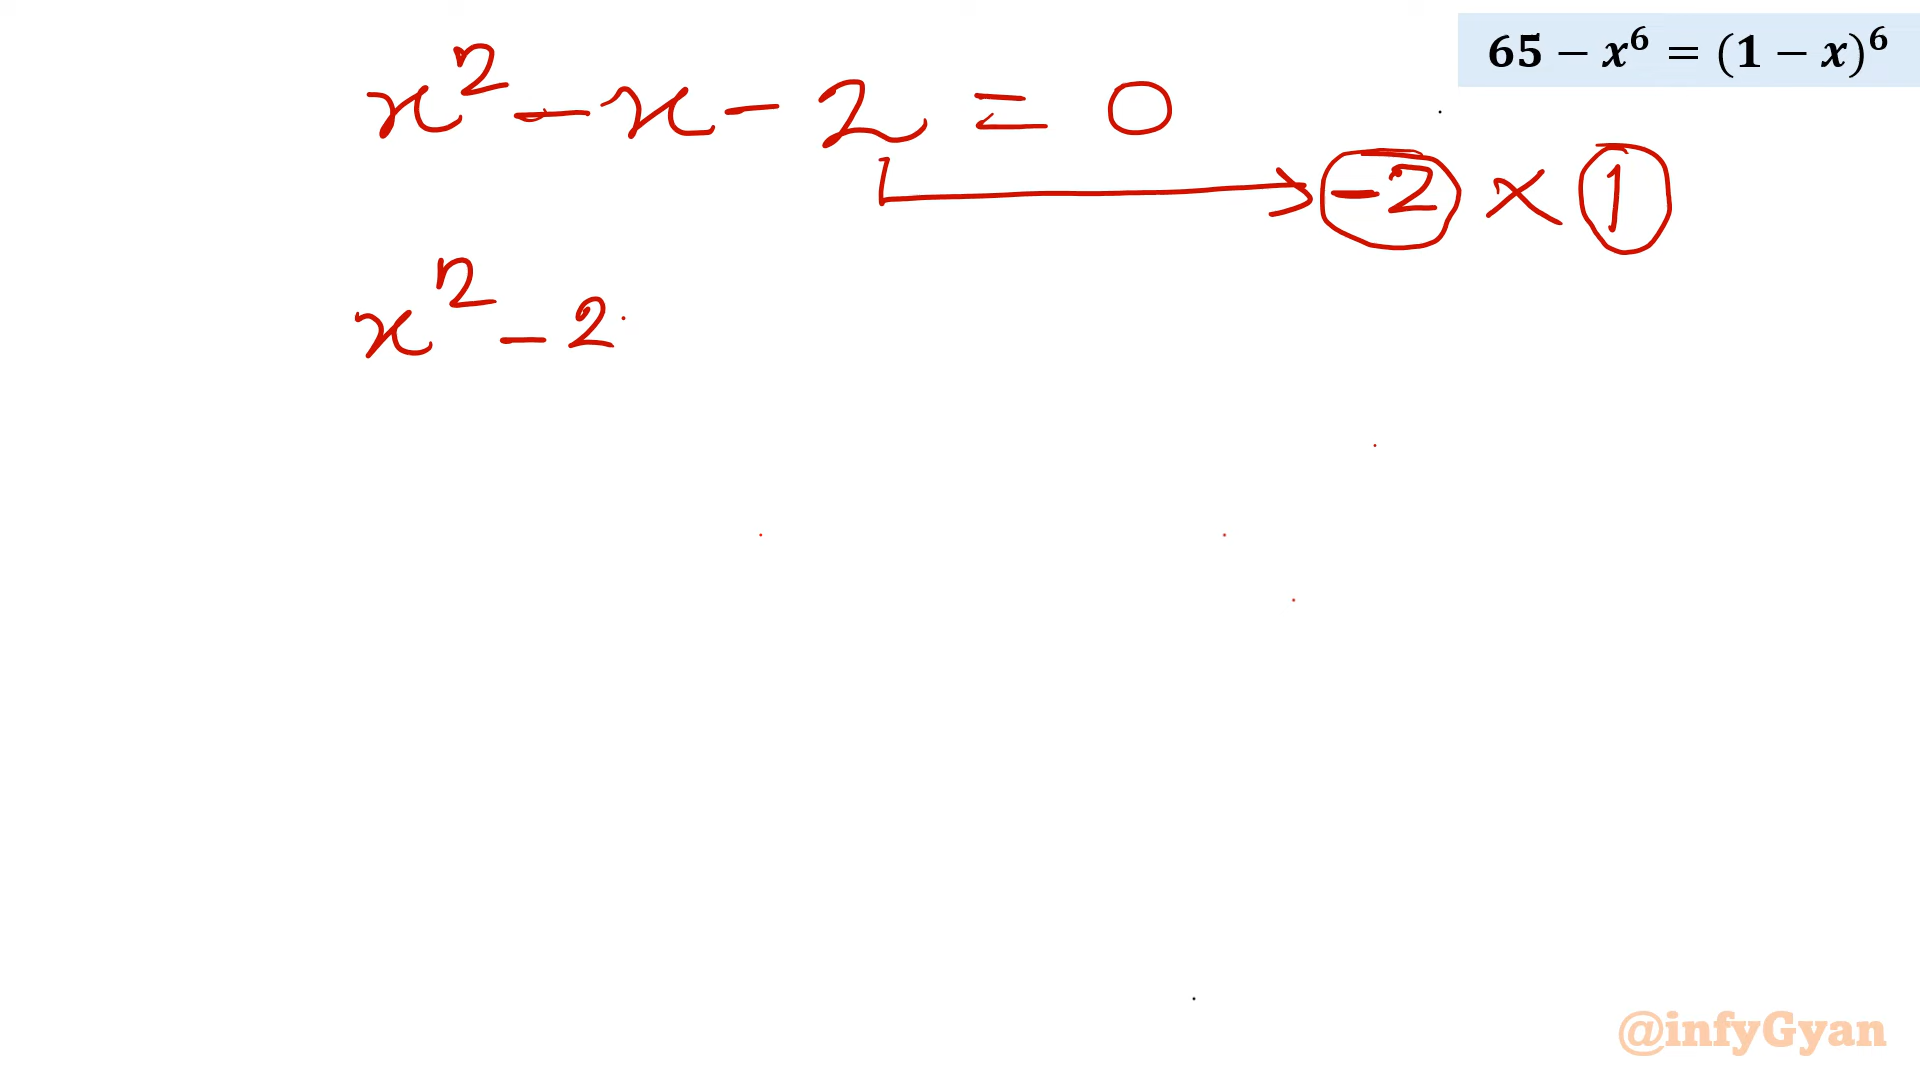 65 − x⁶ = (1 − x)⁶
x² − x − 2 = 0
−2 × 1
x² − 2
@infyGyan